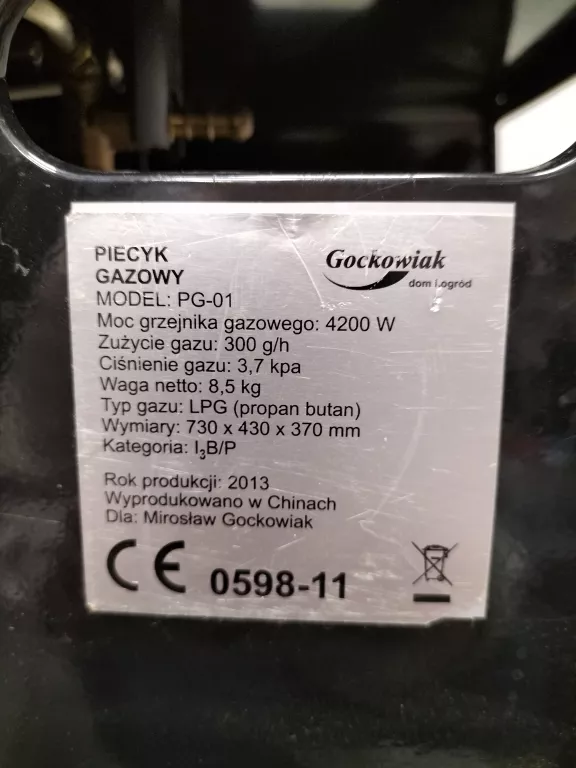 PIECYK
GAZOWY
Gockowiak
dom i ogród
MODEL: PG-01
Moc grzejnika gazowego: 4200 W
Zużycie gazu: 300 g/h
Ciśnienie gazu: 3,7 kpa
Waga netto: 8,5 kg
Typ gazu: LPG (propan butan)
Wymiary: 730 x 430 x 370 mm
Kategoria: I₃B/P
Rok produkcji: 2013
Wyprodukowano w Chinach
Dla: Mirosław Gockowiak
CE 0598-11